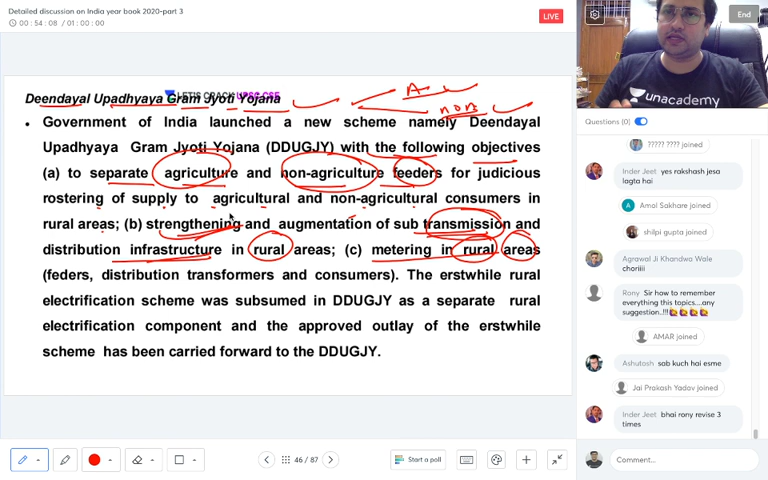 Detailed discussion on India year book 2020-part 3
00 : 54 : 08 / 01 : 00 : 00
LIVE
End
LET'S CRACK UPSC CSE
Deendayal Upadhyaya Gram Jyoti Yojana
A
non
unacademy
• Government of India launched a new scheme namely Deendayal
Upadhyaya Gram Jyoti Yojana (DDUGJY) with the following objectives
(a) to separate agriculture and non-agriculture feeders for judicious
rostering of supply to agricultural and non-agricultural consumers in
rural areas; (b) strengthening and augmentation of sub transmission and
distribution infrastructure in rural areas; (c) metering in rural areas
(feders, distribution transformers and consumers). The erstwhile rural
electrification scheme was subsumed in DDUGJY as a separate rural
electrification component and the approved outlay of the erstwhile
scheme has been carried forward to the DDUGJY.
Questions (0)
????? ???? joined
Inder Jeet yes rakshash jesa
lagta hai
A Amol Sakhare joined
shilpi gupta joined
Agrawal Ji Khandwa Wale
choriiii
Rony Sir how to remember
everything this topics....any
suggestion..!!!🙋🙋🙋🙋
AMAR joined
Ashutosh sab kuch hai esme
Jai Prakash Yadav joined
Inder Jeet bhai rony revise 3
times
46 / 87
Start a poll
Comment...